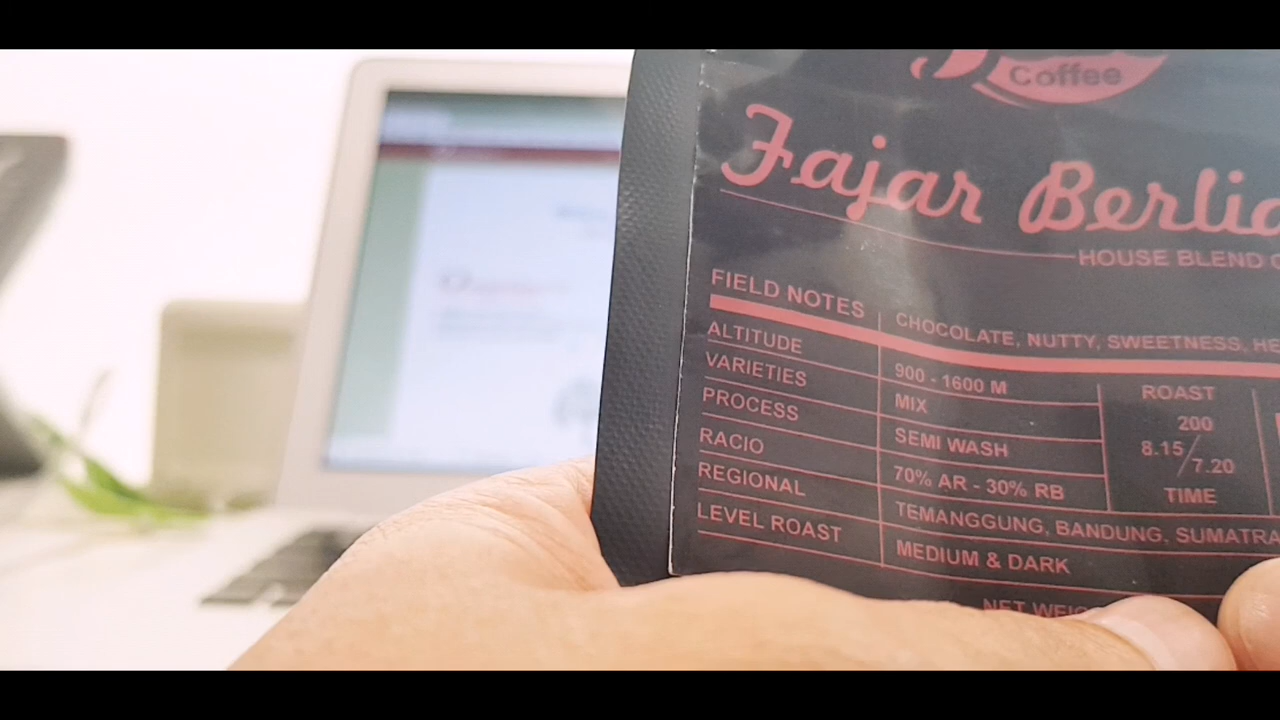 Coffee
Fajar
HOUSE BLEND
FIELD NOTES CHOCOLATE, NUTTY, SWEETNESS,
ALTITUDE 900 - 1600 M
VARIETIES MIX
PROCESS SEMI WASH
RACIO 70% AR - 30% RB
REGIONAL TEMANGGUNG, BANDUNG, SUMATRA
LEVEL ROAST MEDIUM & DARK
ROAST
200
8.15/7.20
TIME
NET